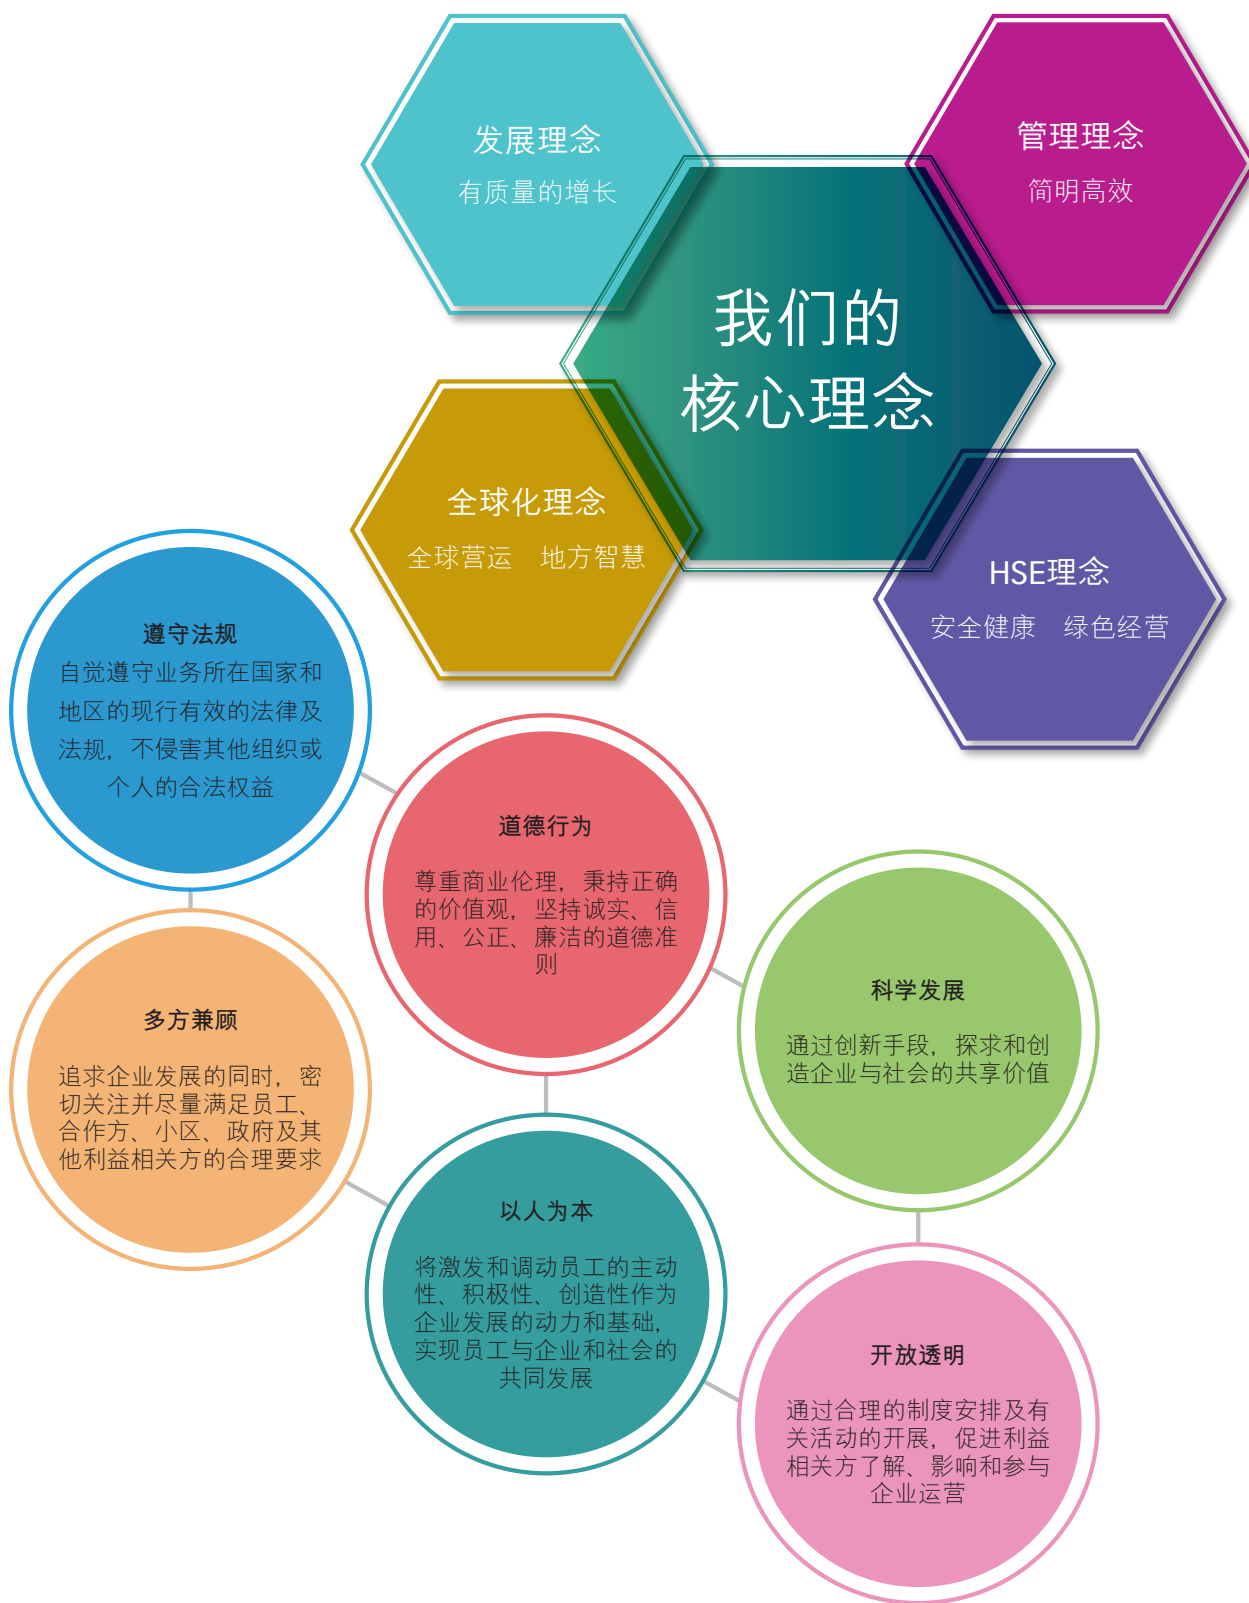 发展理念
有质量的增长
管理理念
简明高效
我们的
核心理念
全球化理念
全球营运 地方智慧
HSE理念
安全健康 绿色经营
遵守法规
自觉遵守业务所在国家和
地区的现行有效的法律及
法规，不侵害其他组织或
个人的合法权益
道德行为
尊重商业伦理，秉持正确
的价值观，坚持诚实、信
用、公正、廉洁的道德准
则
科学发展
通过创新手段，探求和创
造企业与社会的共享价值
多方兼顾
追求企业发展的同时，密
切关注并尽量满足员工、
合作方、小区、政府及其
他利益相关方的合理要求
以人为本
将激发和调动员工的主动
性、积极性、创造性作为
企业发展的动力和基础，
实现员工与企业和社会的
共同发展
开放透明
通过合理的制度安排及有
关活动的开展，促进利益
相关方了解、影响和参与
企业运营